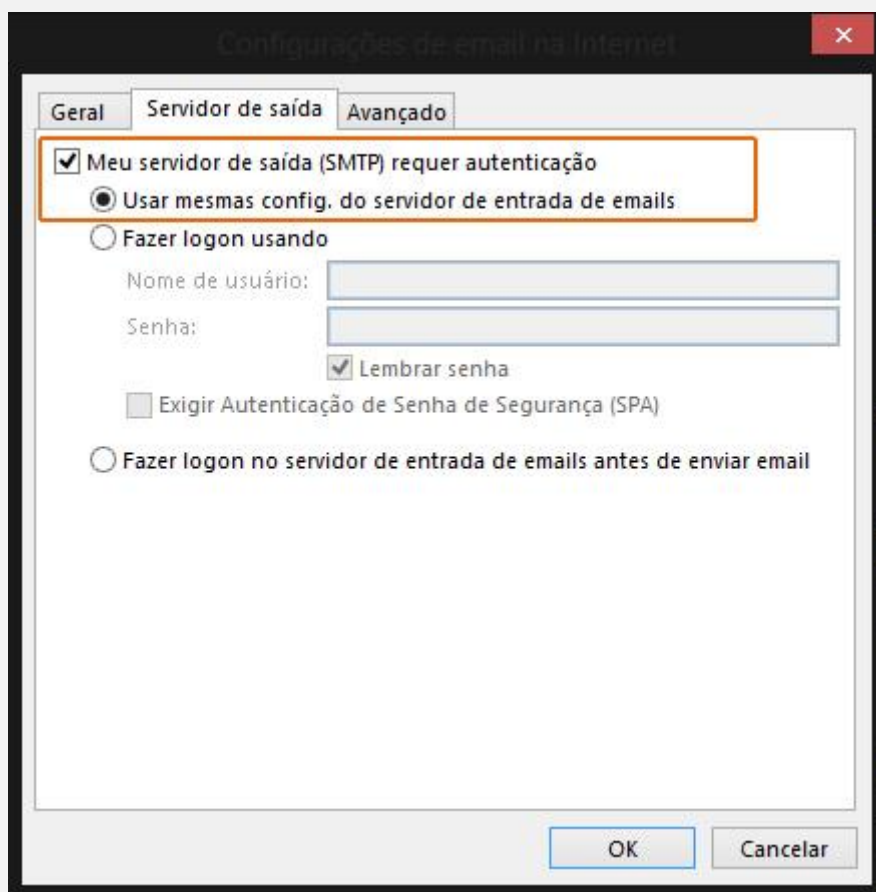 Configurações de email na Internet
Geral
Servidor de saída
Avançado
Meu servidor de saída (SMTP) requer autenticação
Usar mesmas config. do servidor de entrada de emails
Fazer logon usando
Nome de usuário:
Senha:
Lembrar senha
Exigir Autenticação de Senha de Segurança (SPA)
Fazer logon no servidor de entrada de emails antes de enviar email
OK
Cancelar